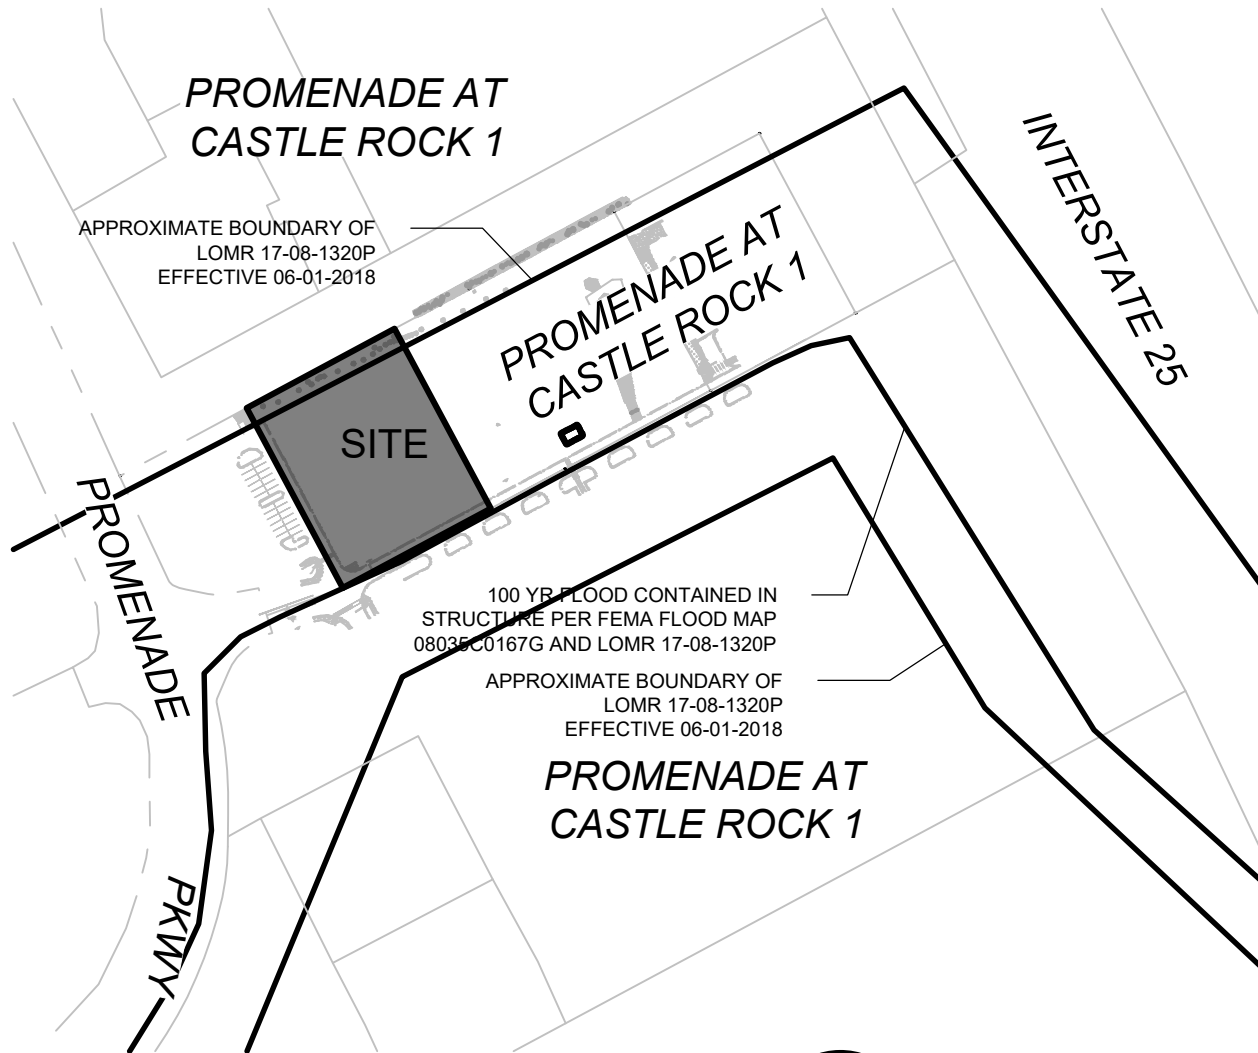 PROMENADE AT
CASTLE ROCK 1
APPROXIMATE BOUNDARY OF
LOMR 17-08-1320P
EFFECTIVE 06-01-2018
INTERSTATE 25
PROMENADE AT
CASTLE ROCK 1
SITE
PROMENADE
PKWY
100 YR FLOOD CONTAINED IN
STRUCTURE PER FEMA FLOOD MAP
08035C0167G AND LOMR 17-08-1320P
APPROXIMATE BOUNDARY OF
LOMR 17-08-1320P
EFFECTIVE 06-01-2018
PROMENADE AT
CASTLE ROCK 1